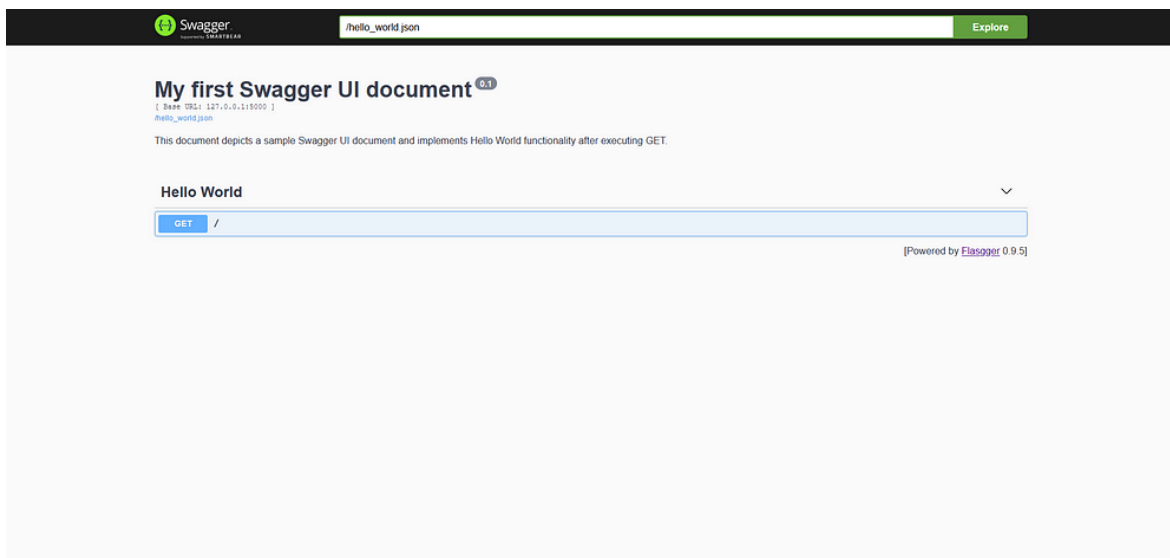 Swagger.
Supported by SMARTBEAR
/hello_world.json
Explore
My first Swagger UI document 0.1
[ Base URL: 127.0.0.1:5000 ]
/hello_world.json
This document depicts a sample Swagger UI document and implements Hello World functionality after executing GET.
Hello World
GET /
[Powered by Flasgger 0.9.5]